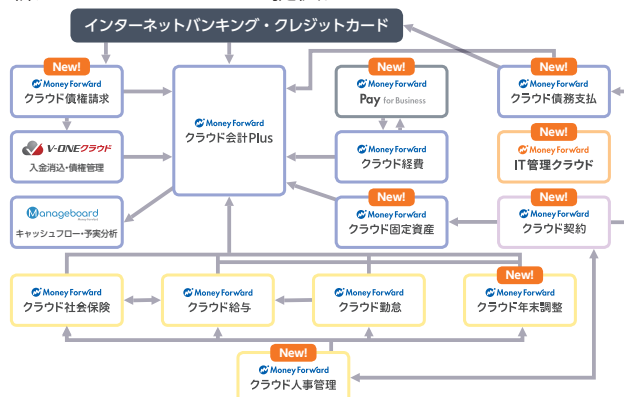 インターネットバンキング・クレジットカード
New!
Money Forward
クラウド債権請求
Money Forward
クラウド会計Plus
New!
Money Forward
Pay for Business
New!
Money Forward
クラウド債務支払
V-ONEクラウド
入金消込・債権管理
Money Forward
クラウド経費
New!
Money Forward
IT管理クラウド
Manageboard
キャッシュフロー・予実分析
New!
Money Forward
クラウド固定資産
New!
Money Forward
クラウド契約
Money Forward
クラウド社会保険
Money Forward
クラウド給与
Money Forward
クラウド勤怠
New!
Money Forward
クラウド年末調整
New!
Money Forward
クラウド人事管理